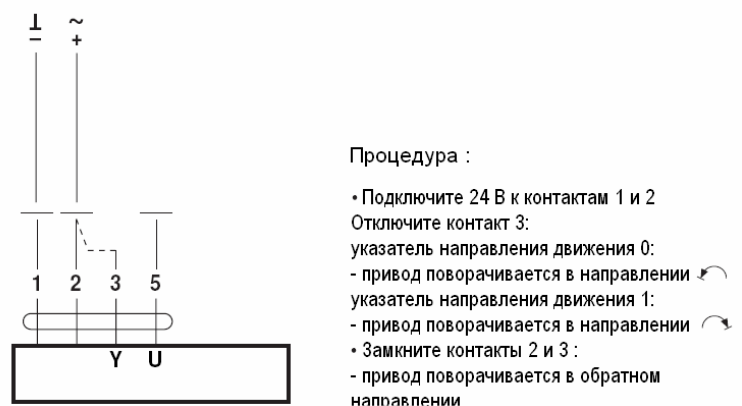 ⊥ ~
– +
Процедура :
• Подключите 24 В к контактам 1 и 2
Отключите контакт 3:
указатель направления движения 0:
- привод поворачивается в направлении
указатель направления движения 1:
- привод поворачивается в направлении
• Замкните контакты 2 и 3 :
- привод поворачивается в обратном
направлении
1 2 3 5
Y U